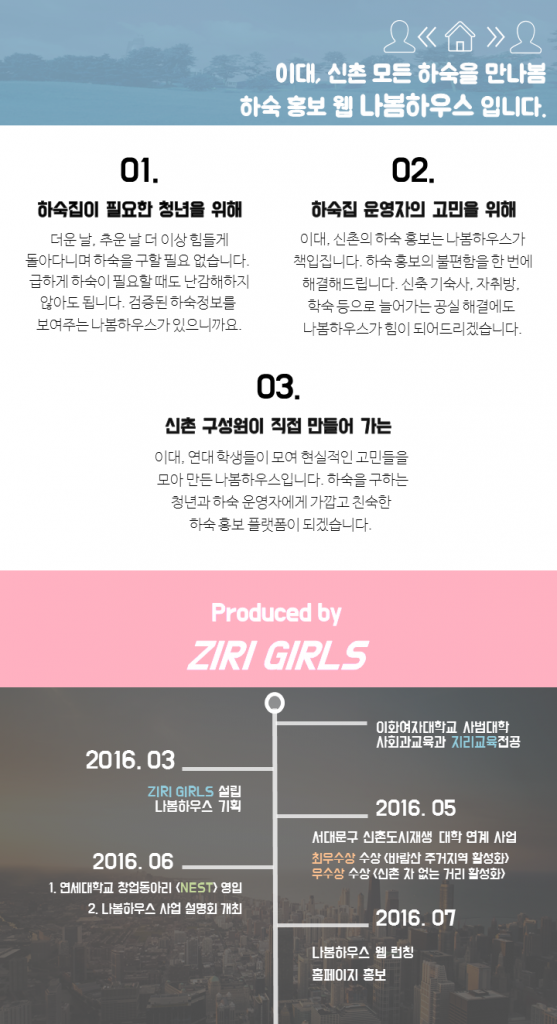 이대, 신촌 모든 하숙을 만나봄
하숙 홍보 웹 나봄하우스 입니다.
01.
하숙집이 필요한 청년을 위해
더운 날, 추운 날 더 이상 힘들게
돌아다니며 하숙을 구할 필요 없습니다.
급하게 하숙이 필요할 때도 난감해하지
않아도 됩니다. 검증된 하숙정보를
보여주는 나봄하우스가 있으니까요.
02.
하숙집 운영자의 고민을 위해
이대, 신촌의 하숙 홍보는 나봄하우스가
책입집니다. 하숙 홍보의 불편함을 한 번에
해결해드립니다. 신축 기숙사, 자취방,
학숙 등으로 늘어가는 공실 해결에도
나봄하우스가 힘이 되어드리겠습니다.
03.
신촌 구성원이 직접 만들어 가는
이대, 연대 학생들이 모여 현실적인 고민들을
모아 만든 나봄하우스입니다. 하숙을 구하는
청년과 하숙 운영자에게 가깝고 친숙한
하숙 홍보 플랫폼이 되겠습니다.
Produced by
ZIRI GIRLS
이화여자대학교 사범대학
사회과교육과 지리교육전공
2016. 03
ZIRI GIRLS 설립
나봄하우스 기획
2016. 05
서대문구 신촌도시재생 대학 연계 사업
최우수상 수상 <바람산 주거지역 활성화>
우수상 수상 <신촌 차 없는 거리 활성화>
2016. 06
1. 연세대학교 창업동아리 <NEST> 영입
2. 나봄하우스 사업 설명회 개최
2016. 07
나봄하우스 웹 런칭
홈페이지 홍보